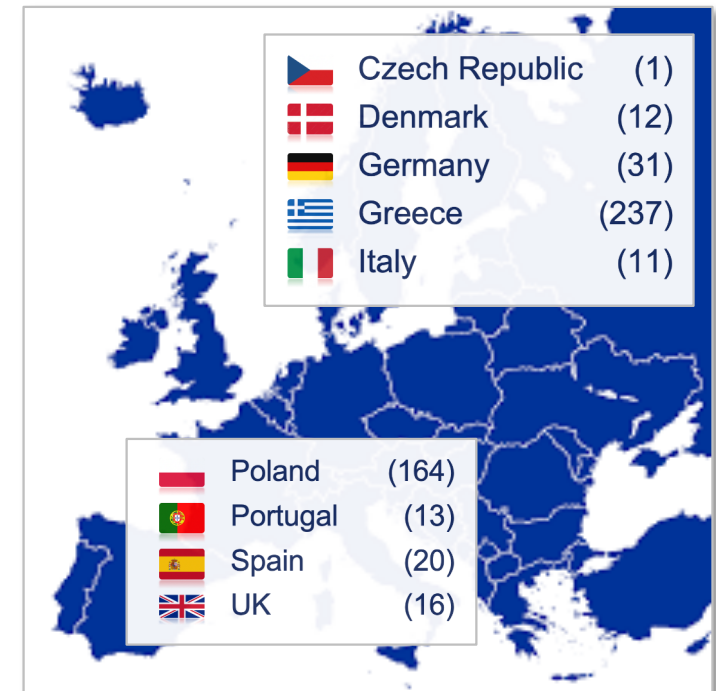 Czech Republic (1)
Denmark (12)
Germany (31)
Greece (237)
Italy (11)
Poland (164)
Portugal (13)
Spain (20)
UK (16)